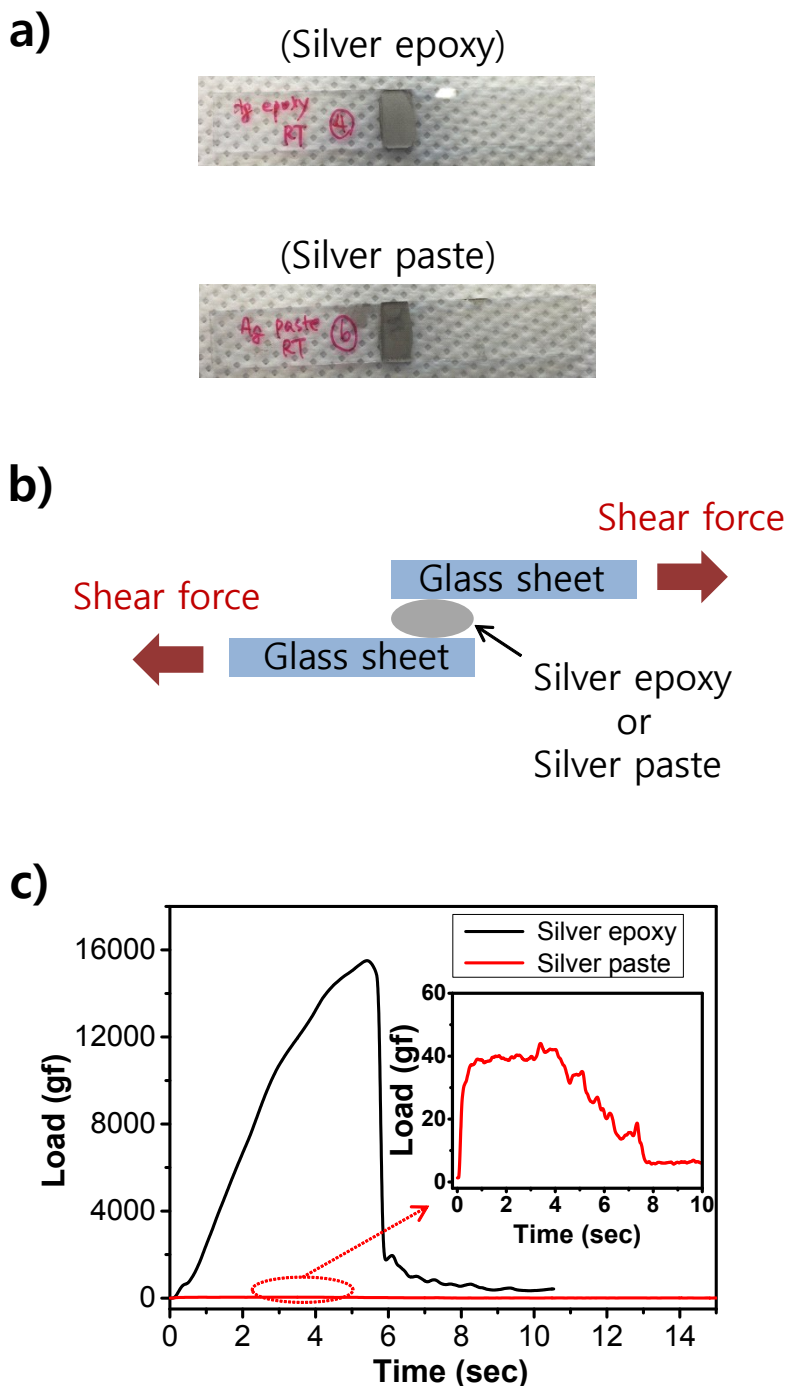 a)
(Silver epoxy)
Ag epoxy
RT
4
(Silver paste)
Ag paste
RT
6
b)
Shear force
Glass sheet
Shear force
Glass sheet
Silver epoxy
or
Silver paste
c)
Silver epoxy
Silver paste
Load (gf)
16000
12000
8000
4000
0
0 2 4 6 8 10 12 14
Time (sec)
Load (gf)
60
40
20
0
0 2 4 6 8 10
Time (sec)